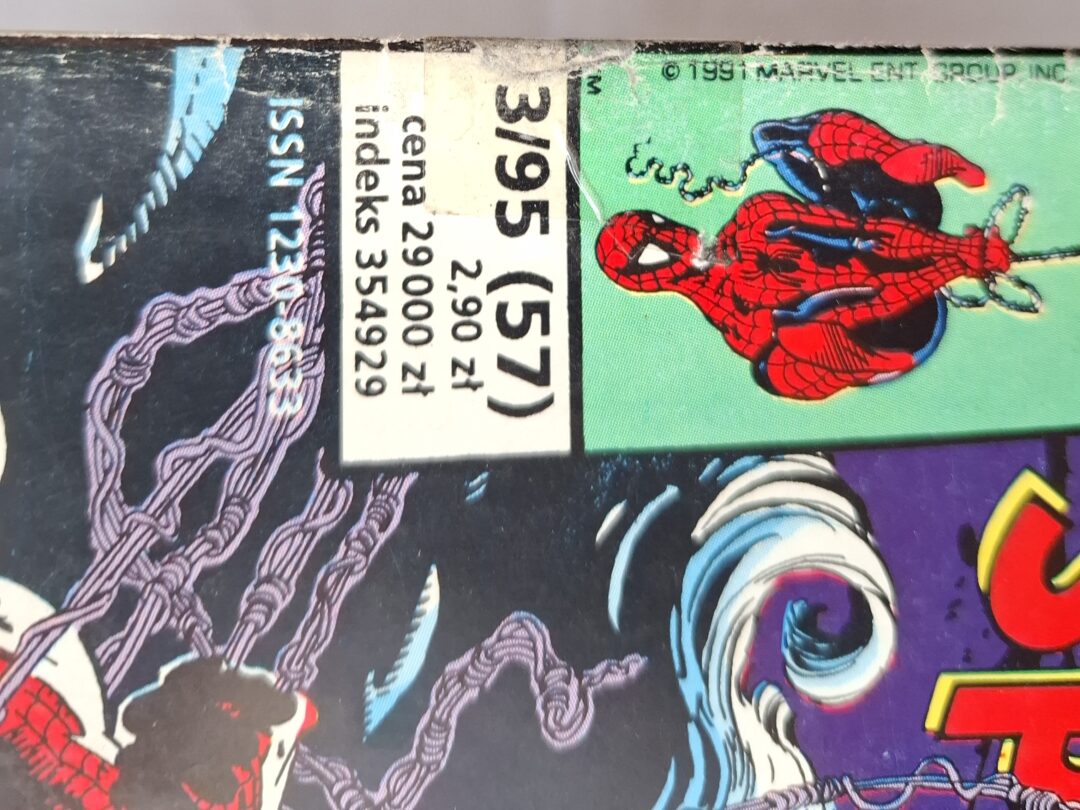 © 1991 MARVEL ENT. GROUP INC.
3/95 (57)
2,90 zł
cena 29000 zł
indeks 354929
ISSN 1230-8633
SP